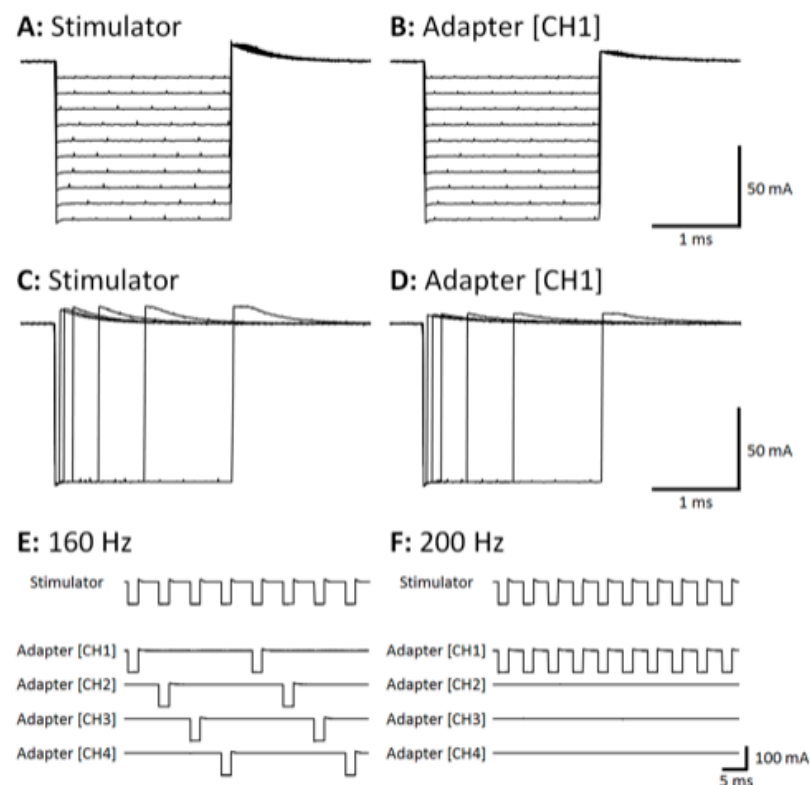 A: Stimulator
B: Adapter [CH1]
50 mA
1 ms
C: Stimulator
D: Adapter [CH1]
50 mA
1 ms
E: 160 Hz
F: 200 Hz
Stimulator
Stimulator
Adapter [CH1]
Adapter [CH1]
Adapter [CH2]
Adapter [CH2]
Adapter [CH3]
Adapter [CH3]
Adapter [CH4]
Adapter [CH4]
100 mA
5 ms